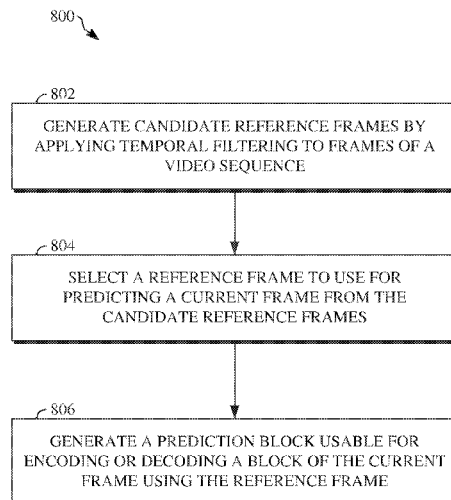 800
802
GENERATE CANDIDATE REFERENCE FRAMES BY
APPLYING TEMPORAL FILTERING TO FRAMES OF A
VIDEO SEQUENCE
804
SELECT A REFERENCE FRAME TO USE FOR
PREDICTING A CURRENT FRAME FROM THE
CANDIDATE REFERENCE FRAMES
806
GENERATE A PREDICTION BLOCK USABLE FOR
ENCODING OR DECODING A BLOCK OF THE CURRENT
FRAME USING THE REFERENCE FRAME